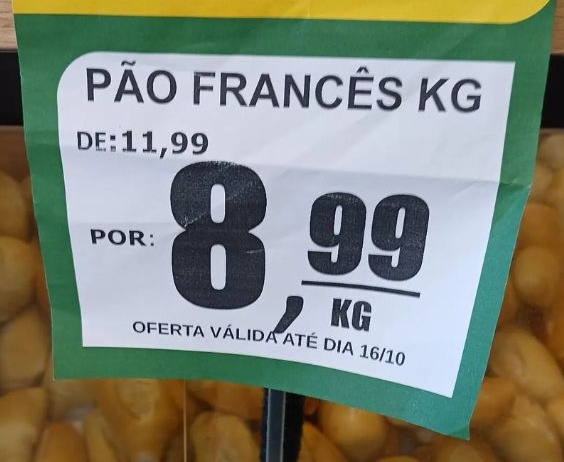 PÃO FRANCÊS KG
DE:11,99
POR: 8,99
KG
OFERTA VÁLIDA ATÉ DIA 16/10